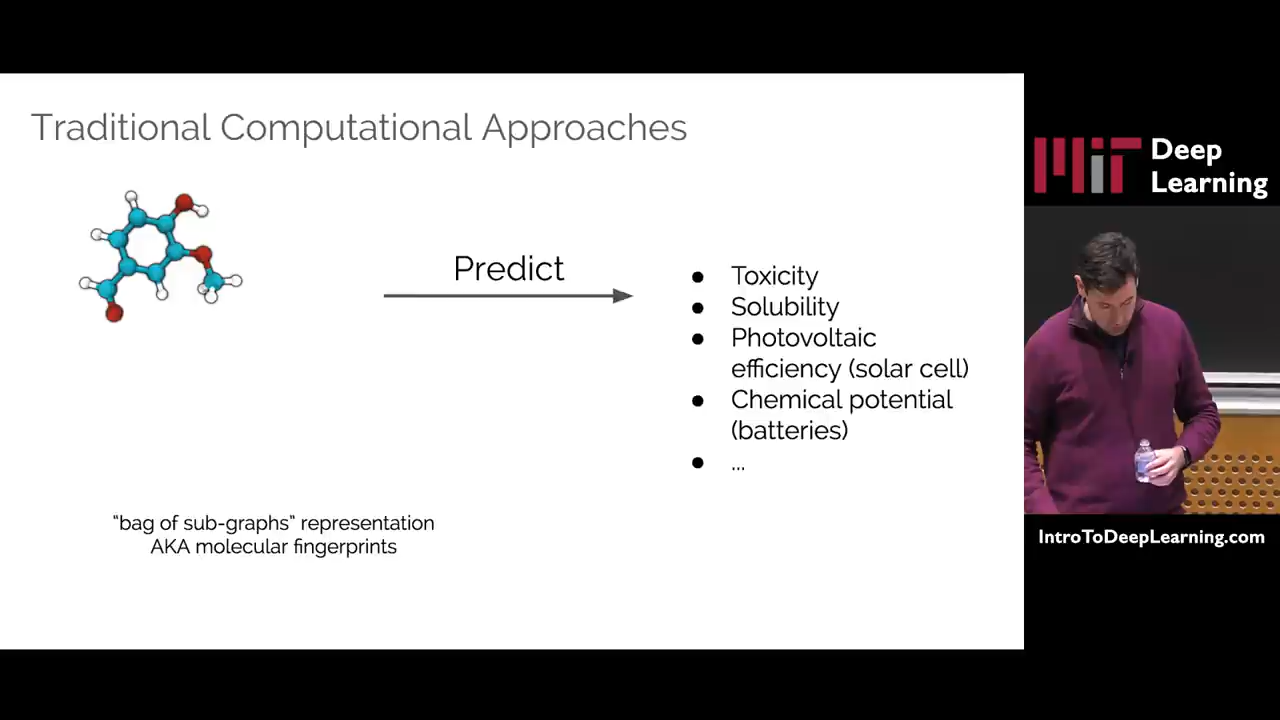 Traditional Computational Approaches
Predict
● Toxicity
● Solubility
● Photovoltaic
efficiency (solar cell)
● Chemical potential
(batteries)
● ...
“bag of sub-graphs” representation
AKA molecular fingerprints
MIT Deep
Learning
IntroToDeepLearning.com